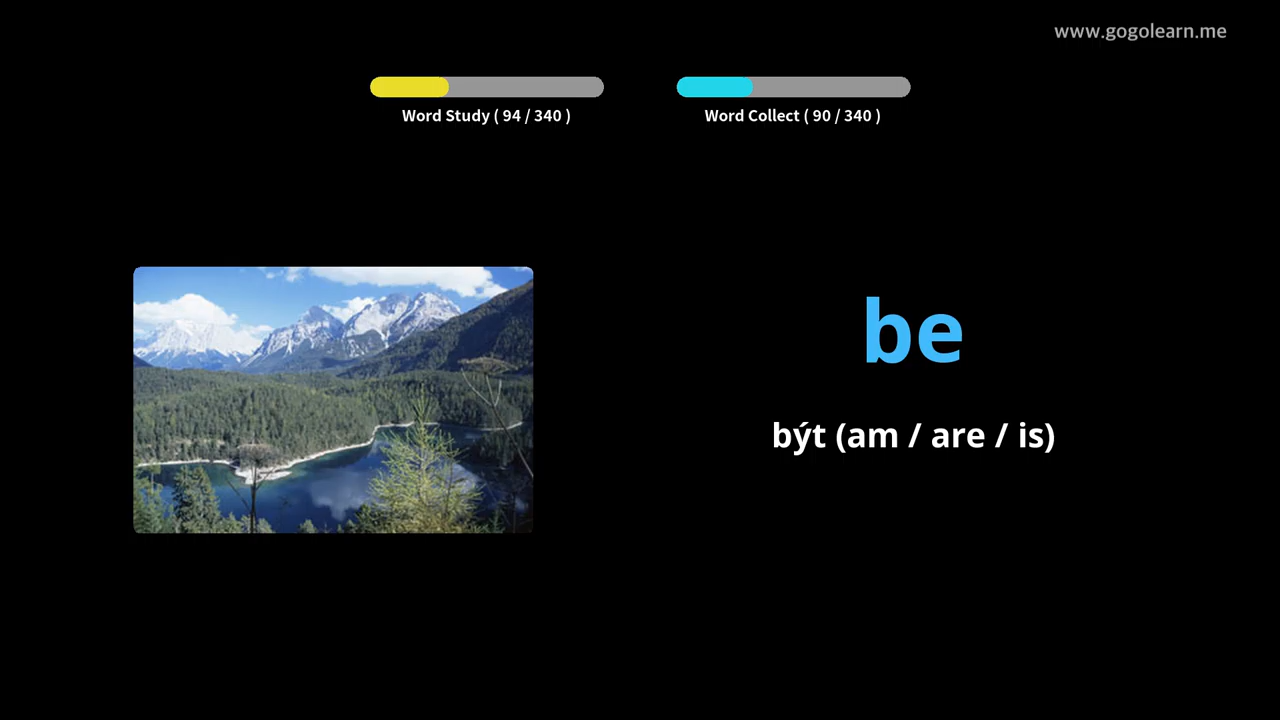 www.gogolearn.me
Word Study ( 94 / 340 )
Word Collect ( 90 / 340 )
be
být (am / are / is)